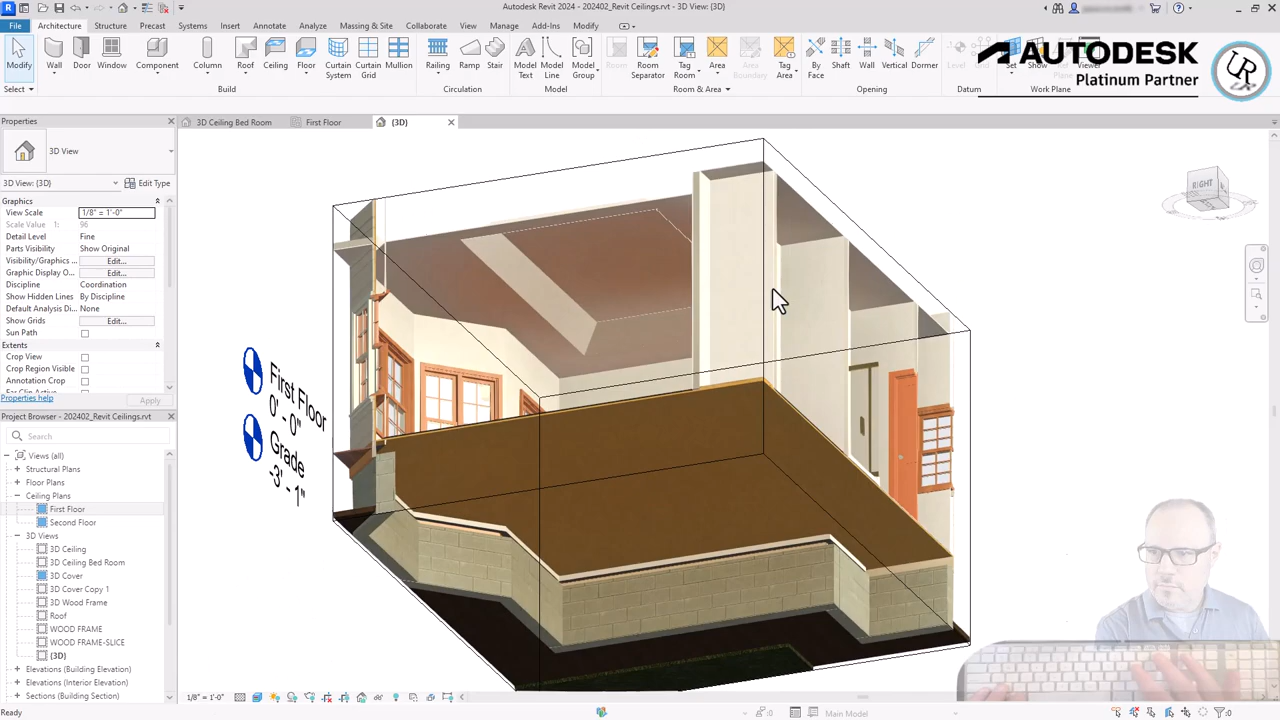 Autodesk Revit 2024 - 202402_Revit Ceilings.rvt - 3D View: {3D}
File Architecture Structure Precast Systems Insert Annotate Analyze Massing & Site Collaborate View Manage Add-Ins Modify
AUTODESK
Platinum Partner
Modify Wall Door Window Component Column Roof Ceiling Floor Curtain System Curtain Grid Mullion Railing Ramp Stair Model Text Model Line Model Group Room Room Separator Tag Room Area Area Boundary Tag Area By Face Shaft Wall Vertical Dormer Level Grid Set Show Viewer
Select Build Circulation Model Room & Area Opening Datum Work Plane
Properties
3D Ceiling Bed Room First Floor {3D}
3D View
3D View: {3D} Edit Type
Graphics
View Scale 1/8" = 1'-0"
Scale Value 1: 96
Detail Level Fine
Parts Visibility Show Original
Visibility/Graphics ... Edit...
Graphic Display O... Edit...
Discipline Coordination
Show Hidden Lines By Discipline
Default Analysis Di... None
Show Grids Edit...
Sun Path
Extents
Crop View
Crop Region Visible
Annotation Crop
Properties help Apply
Project Browser - 202402_Revit Ceilings.rvt
Search
Views (all)
Structural Plans
Floor Plans
Ceiling Plans
First Floor
Second Floor
3D Views
3D Ceiling
3D Ceiling Bed Room
3D Cover
3D Cover Copy 1
3D Wood Frame
Roof
WOOD FRAME
WOOD FRAME-SLICE
{3D}
Elevations (Building Elevation)
Elevations (Interior Elevation)
Sections (Building Section)
First Floor
0' - 0"
Grade
-3' - 1"
RIGHT
1/8" = 1'-0"
Ready :0 Main Model :0